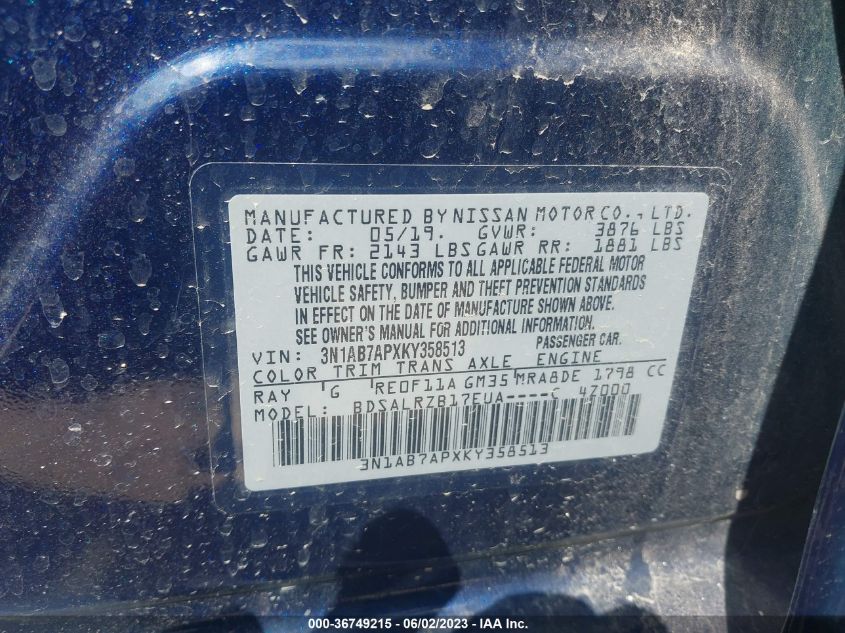 MANUFACTURED BY NISSAN MOTOR CO., LTD.
DATE: 05/19. GVWR: 3876 LBS
GAWR FR: 2143 LBS GAWR RR: 1881 LBS
THIS VEHICLE CONFORMS TO ALL APPLICABLE FEDERAL MOTOR
VEHICLE SAFETY, BUMPER AND THEFT PREVENTION STANDARDS
IN EFFECT ON THE DATE OF MANUFACTURE SHOWN ABOVE.
SEE OWNER'S MANUAL FOR ADDITIONAL INFORMATION.
VIN: 3N1AB7APXKY358513 PASSENGER CAR.
COLOR TRIM TRANS AXLE ENGINE
RAY G RE0F11A GM35 MRA8DE 1798 CC
MODEL: BDSALRZB17EUA----C 4Z000
3N1AB7APXKY358513
000-36749215 - 06/02/2023 - IAA Inc.